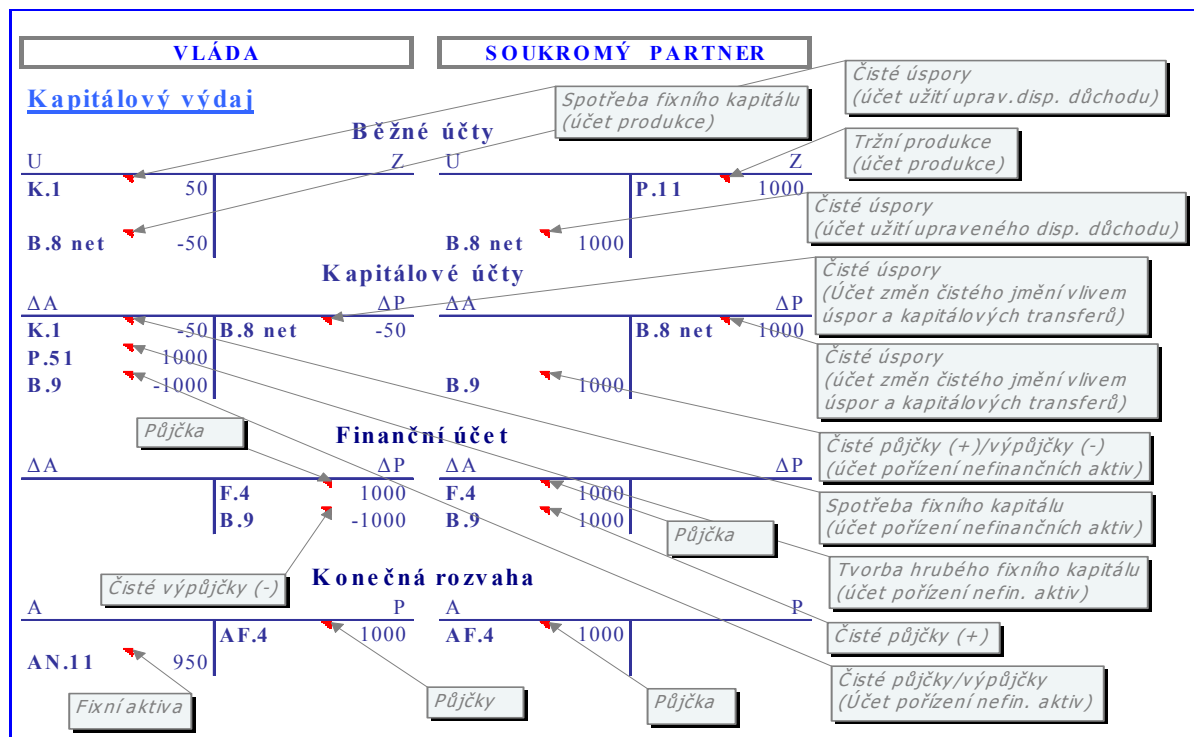 VLÁDA
SOUKROMÝ PARTNER
Kapitálový výdaj
Spotřeba fixního kapitálu
(účet produkce)
Čisté úspory
(účet užití uprav.disp. důchodu)
Běžné účty
Tržní produkce
(účet produkce)
U Z U Z
K.1 50 P.11 1000
B.8 net -50 B.8 net 1000
Čisté úspory
(účet užití upraveného disp. důchodu)
Kapitálové účty
Čisté úspory
(Účet změn čistého jmění vlivem
úspor a kapitálových transferů)
ΔA ΔP ΔA ΔP
K.1 -50 B.8 net -50 B.8 net 1000
P.51 1000
B.9 -1000 B.9 1000
Čisté úspory
(účet změn čistého jmění vlivem
úspor a kapitálových transferů)
Půjčka
Finanční účet
Čisté půjčky (+)/výpůjčky (-)
(účet pořízení nefinančních aktiv)
ΔA ΔP ΔA ΔP
F.4 1000 F.4 1000
B.9 -1000 B.9 1000
Spotřeba fixního kapitálu
(účet pořízení nefinančních aktiv)
Půjčka
Čisté výpůjčky (-)
Konečná rozvaha
Tvorba hrubého fixního kapitálu
(účet pořízení nefin. aktiv)
A P A P
AF.4 1000 AF.4 1000
AN.11 950
Čisté půjčky (+)
Fixní aktiva
Půjčky
Půjčka
Čisté půjčky/výpůjčky
(Účet pořízení nefin. aktiv)